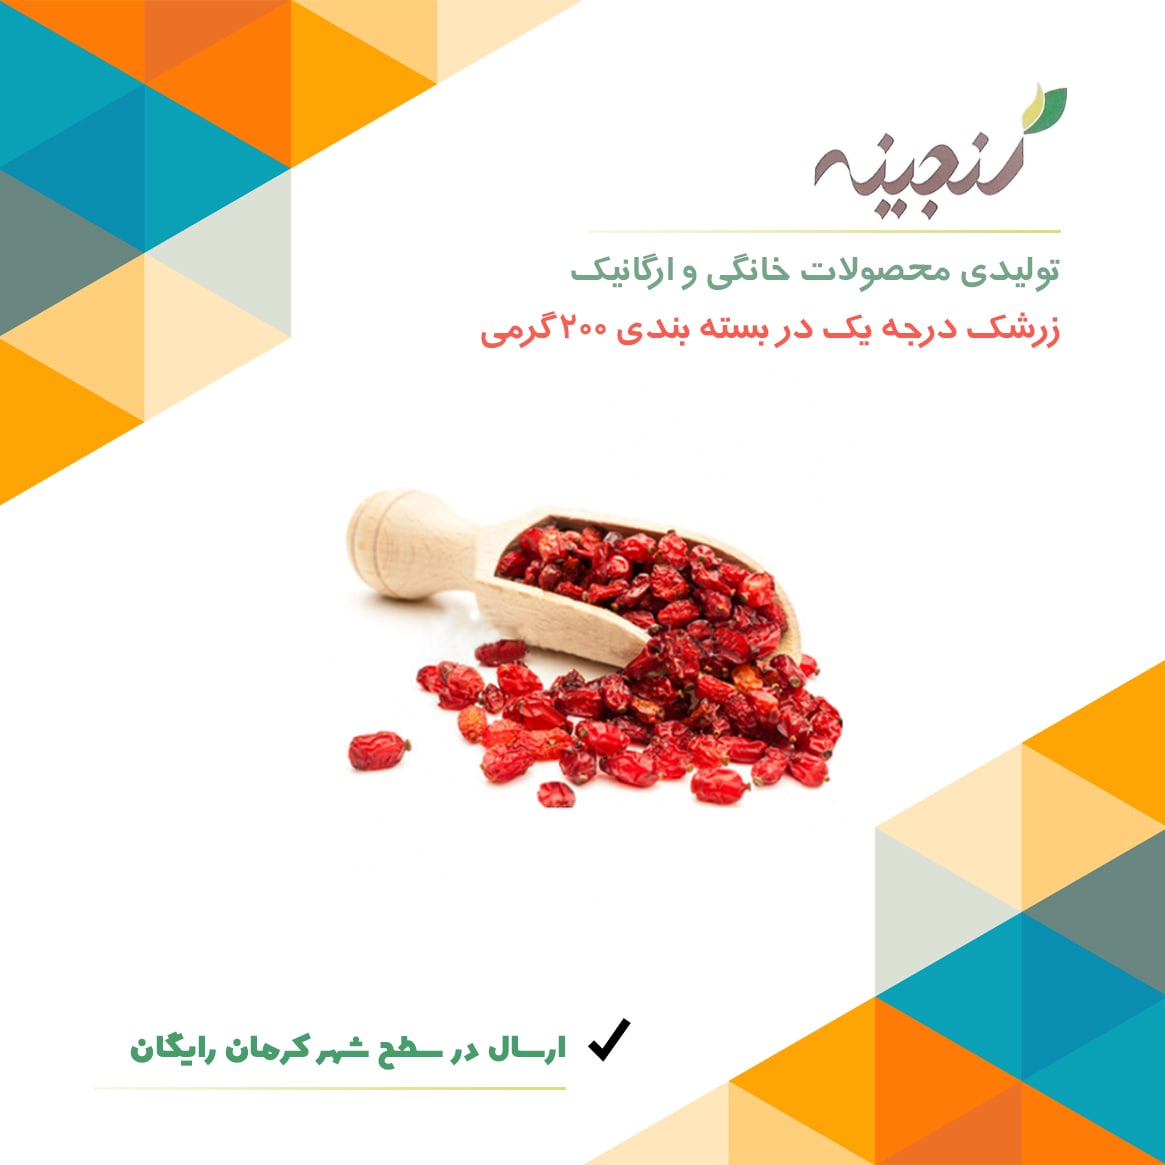 گنجینه
تولیدی محصولات خانگی و ارگانیک
زرشک درجه یک در بسته بندی ۲۰۰گرمی
ارسال در سطح شهر کرمان رایگان